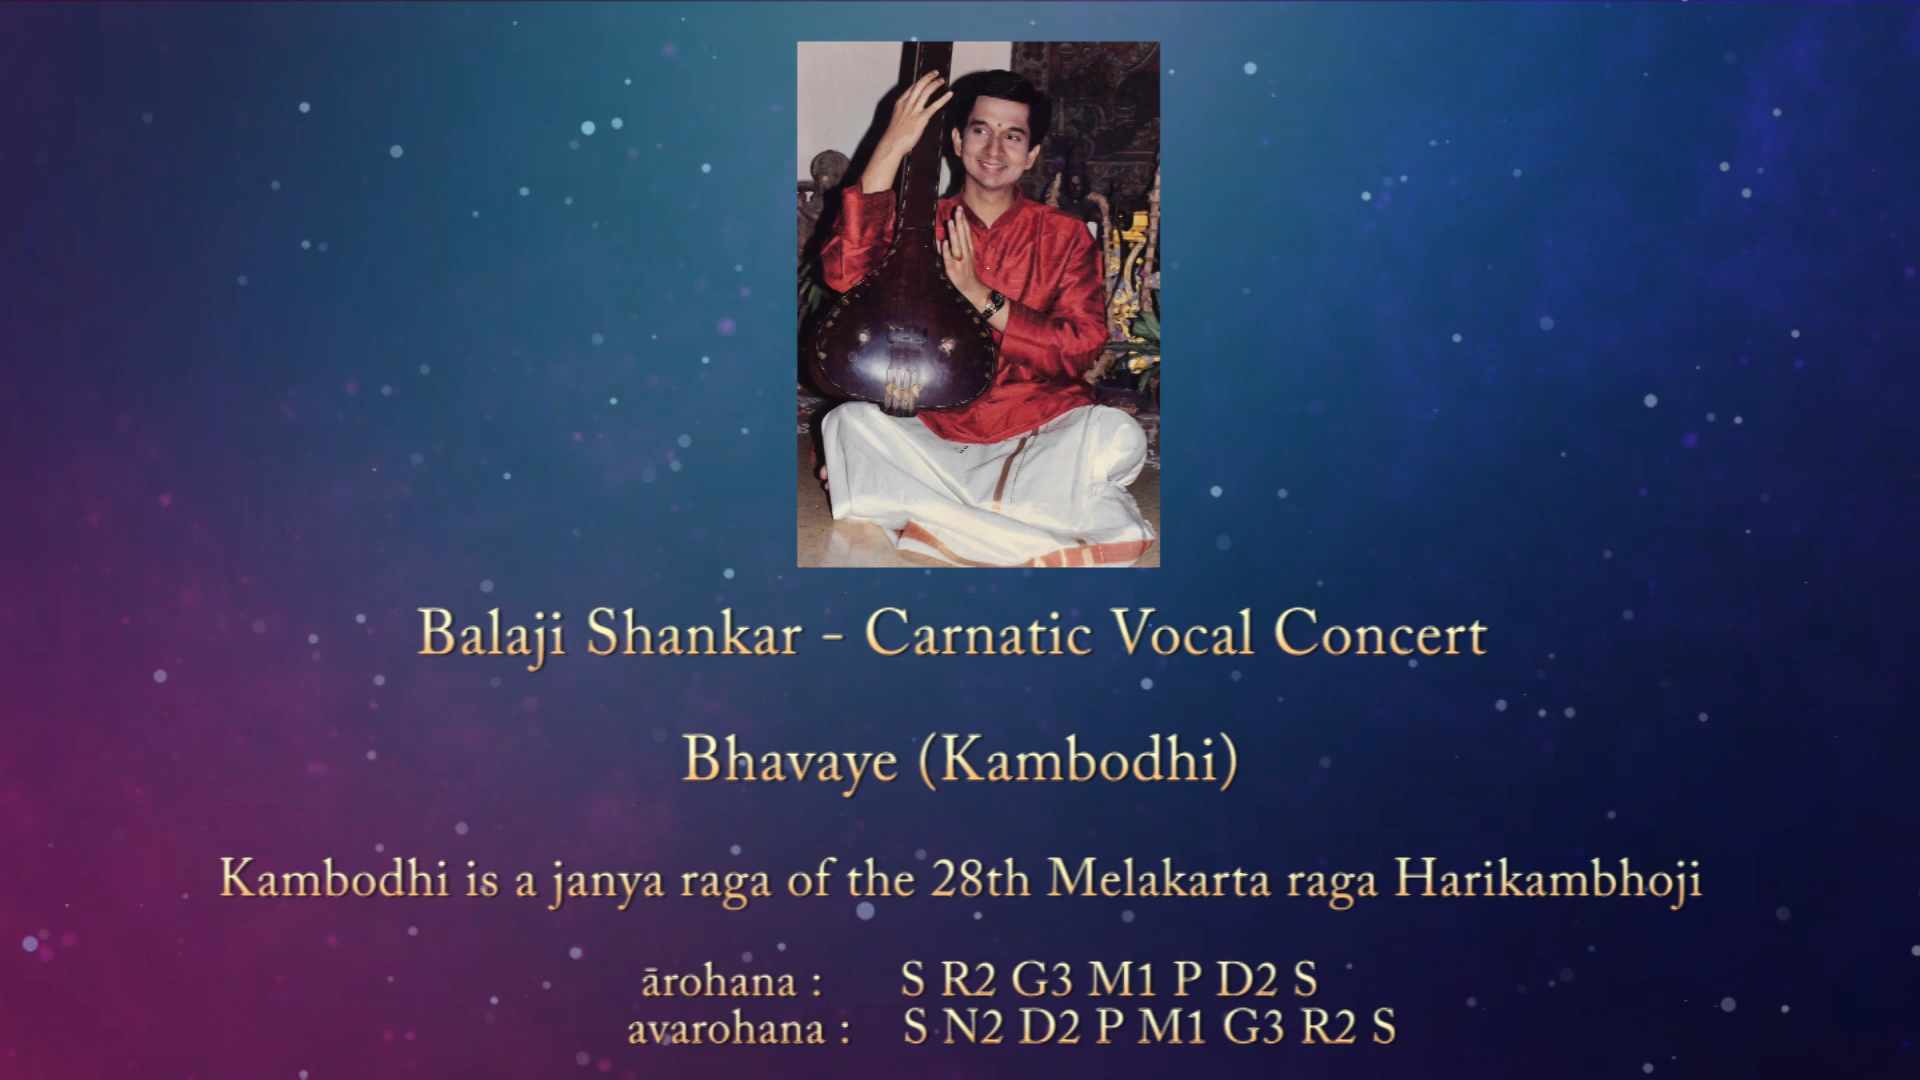 Balaji Shankar - Carnatic Vocal Concert
Bhavaye (Kambodhi)
Kambodhi is a janya raga of the 28th Melakarta raga Harikambhoji
ārohana : S R2 G3 M1 P D2 S
avarohana : S N2 D2 P M1 G3 R2 S